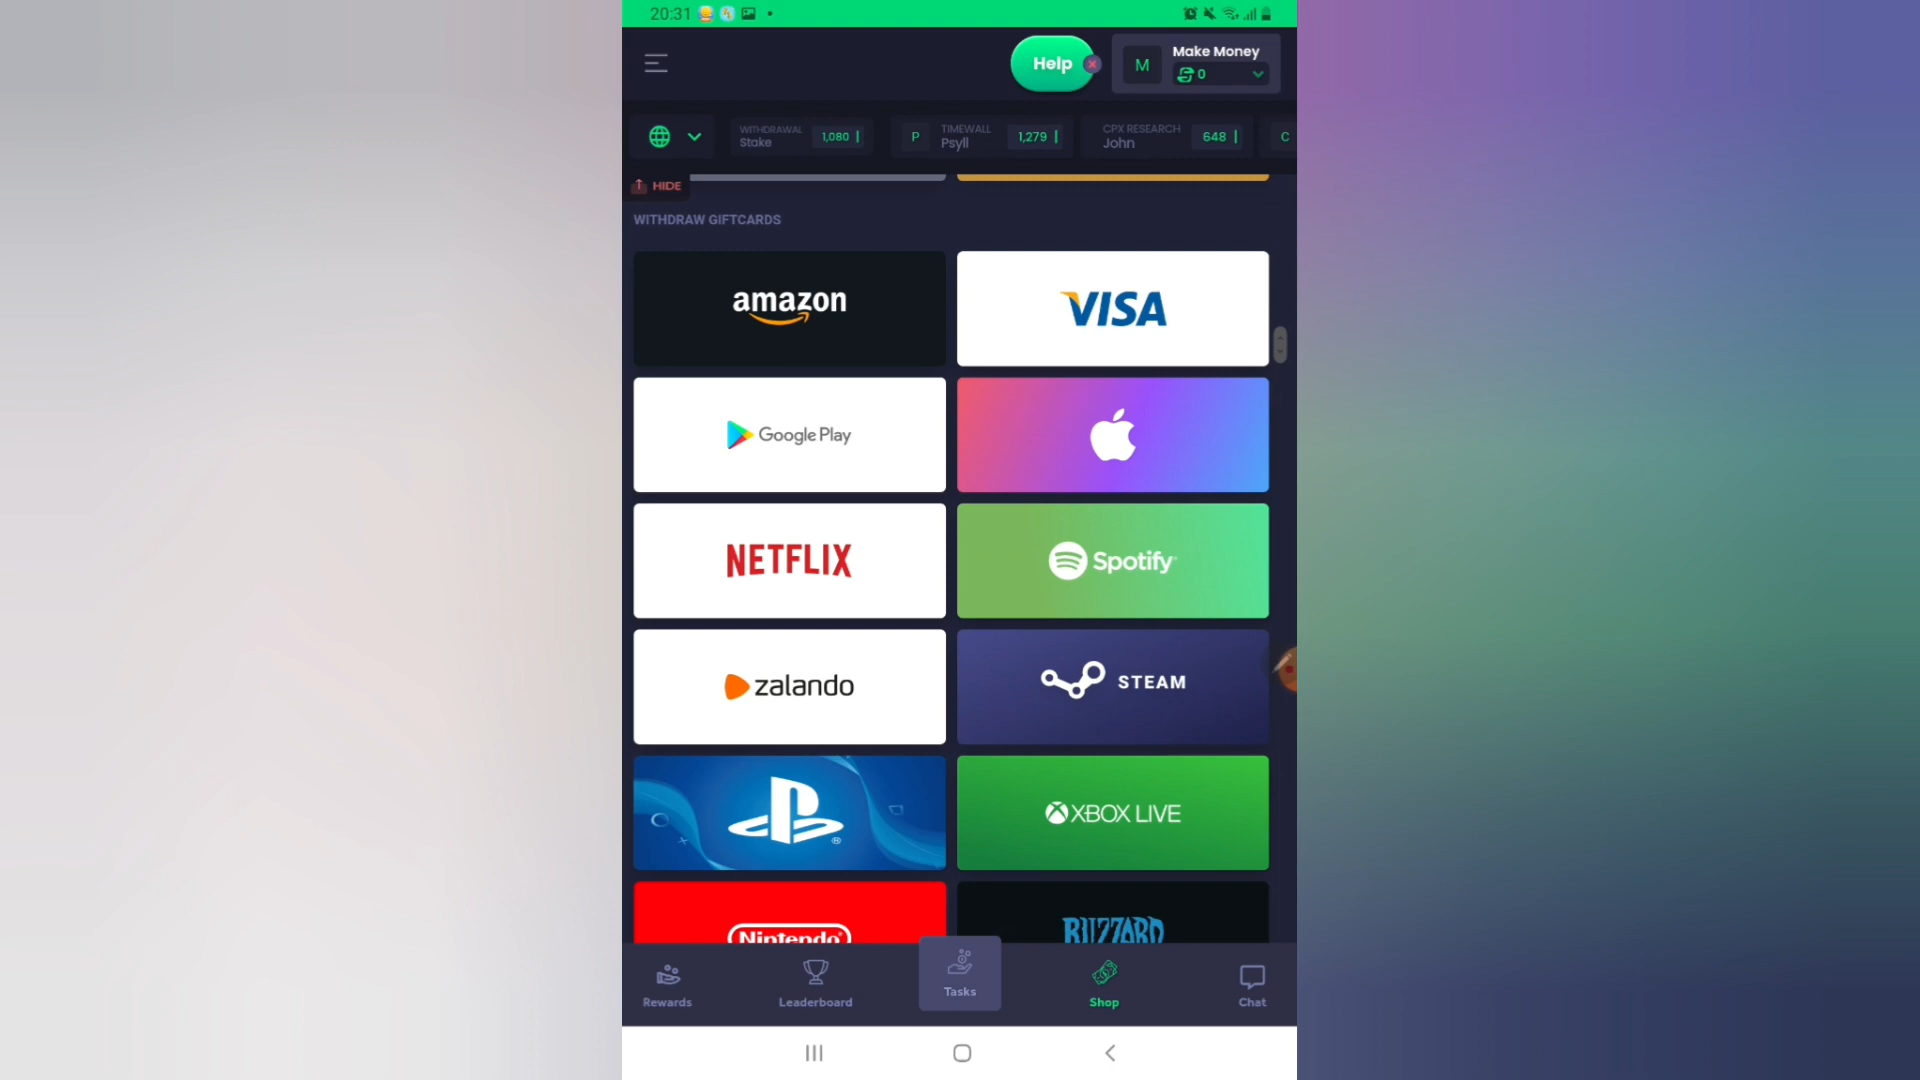 20:31
Help
M
Make Money
0
WITHDRAWAL
Stake
1,080
P
TIMEWALL
Psyll
1,279
CPX RESEARCH
John
648
C
HIDE
WITHDRAW GIFTCARDS
amazon
VISA
Google Play
NETFLIX
Spotify
zalando
STEAM
XBOX LIVE
Nintendo
BLIZZARD
Rewards
Leaderboard
Tasks
Shop
Chat